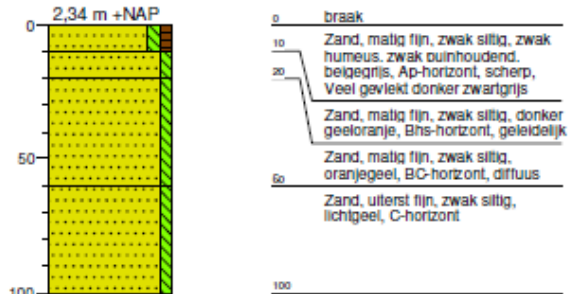 2,34 m +NAP
0
50
100
0
braak
10
Zand, matig fijn, zwak siltig, zwak
humeus, zwak puinhoudend,
beigegrijs, Ap-horizont, scherp,
Veel gevlekt donker zwartgrijs
20
Zand, matig fijn, zwak siltig, donker
geeloranje, Bhs-horizont, geleidelijk
Zand, matig fijn, zwak siltig,
oranjegeel, BC-horizont, diffuus
60
Zand, uiterst fijn, zwak siltig,
lichtgeel, C-horizont
100